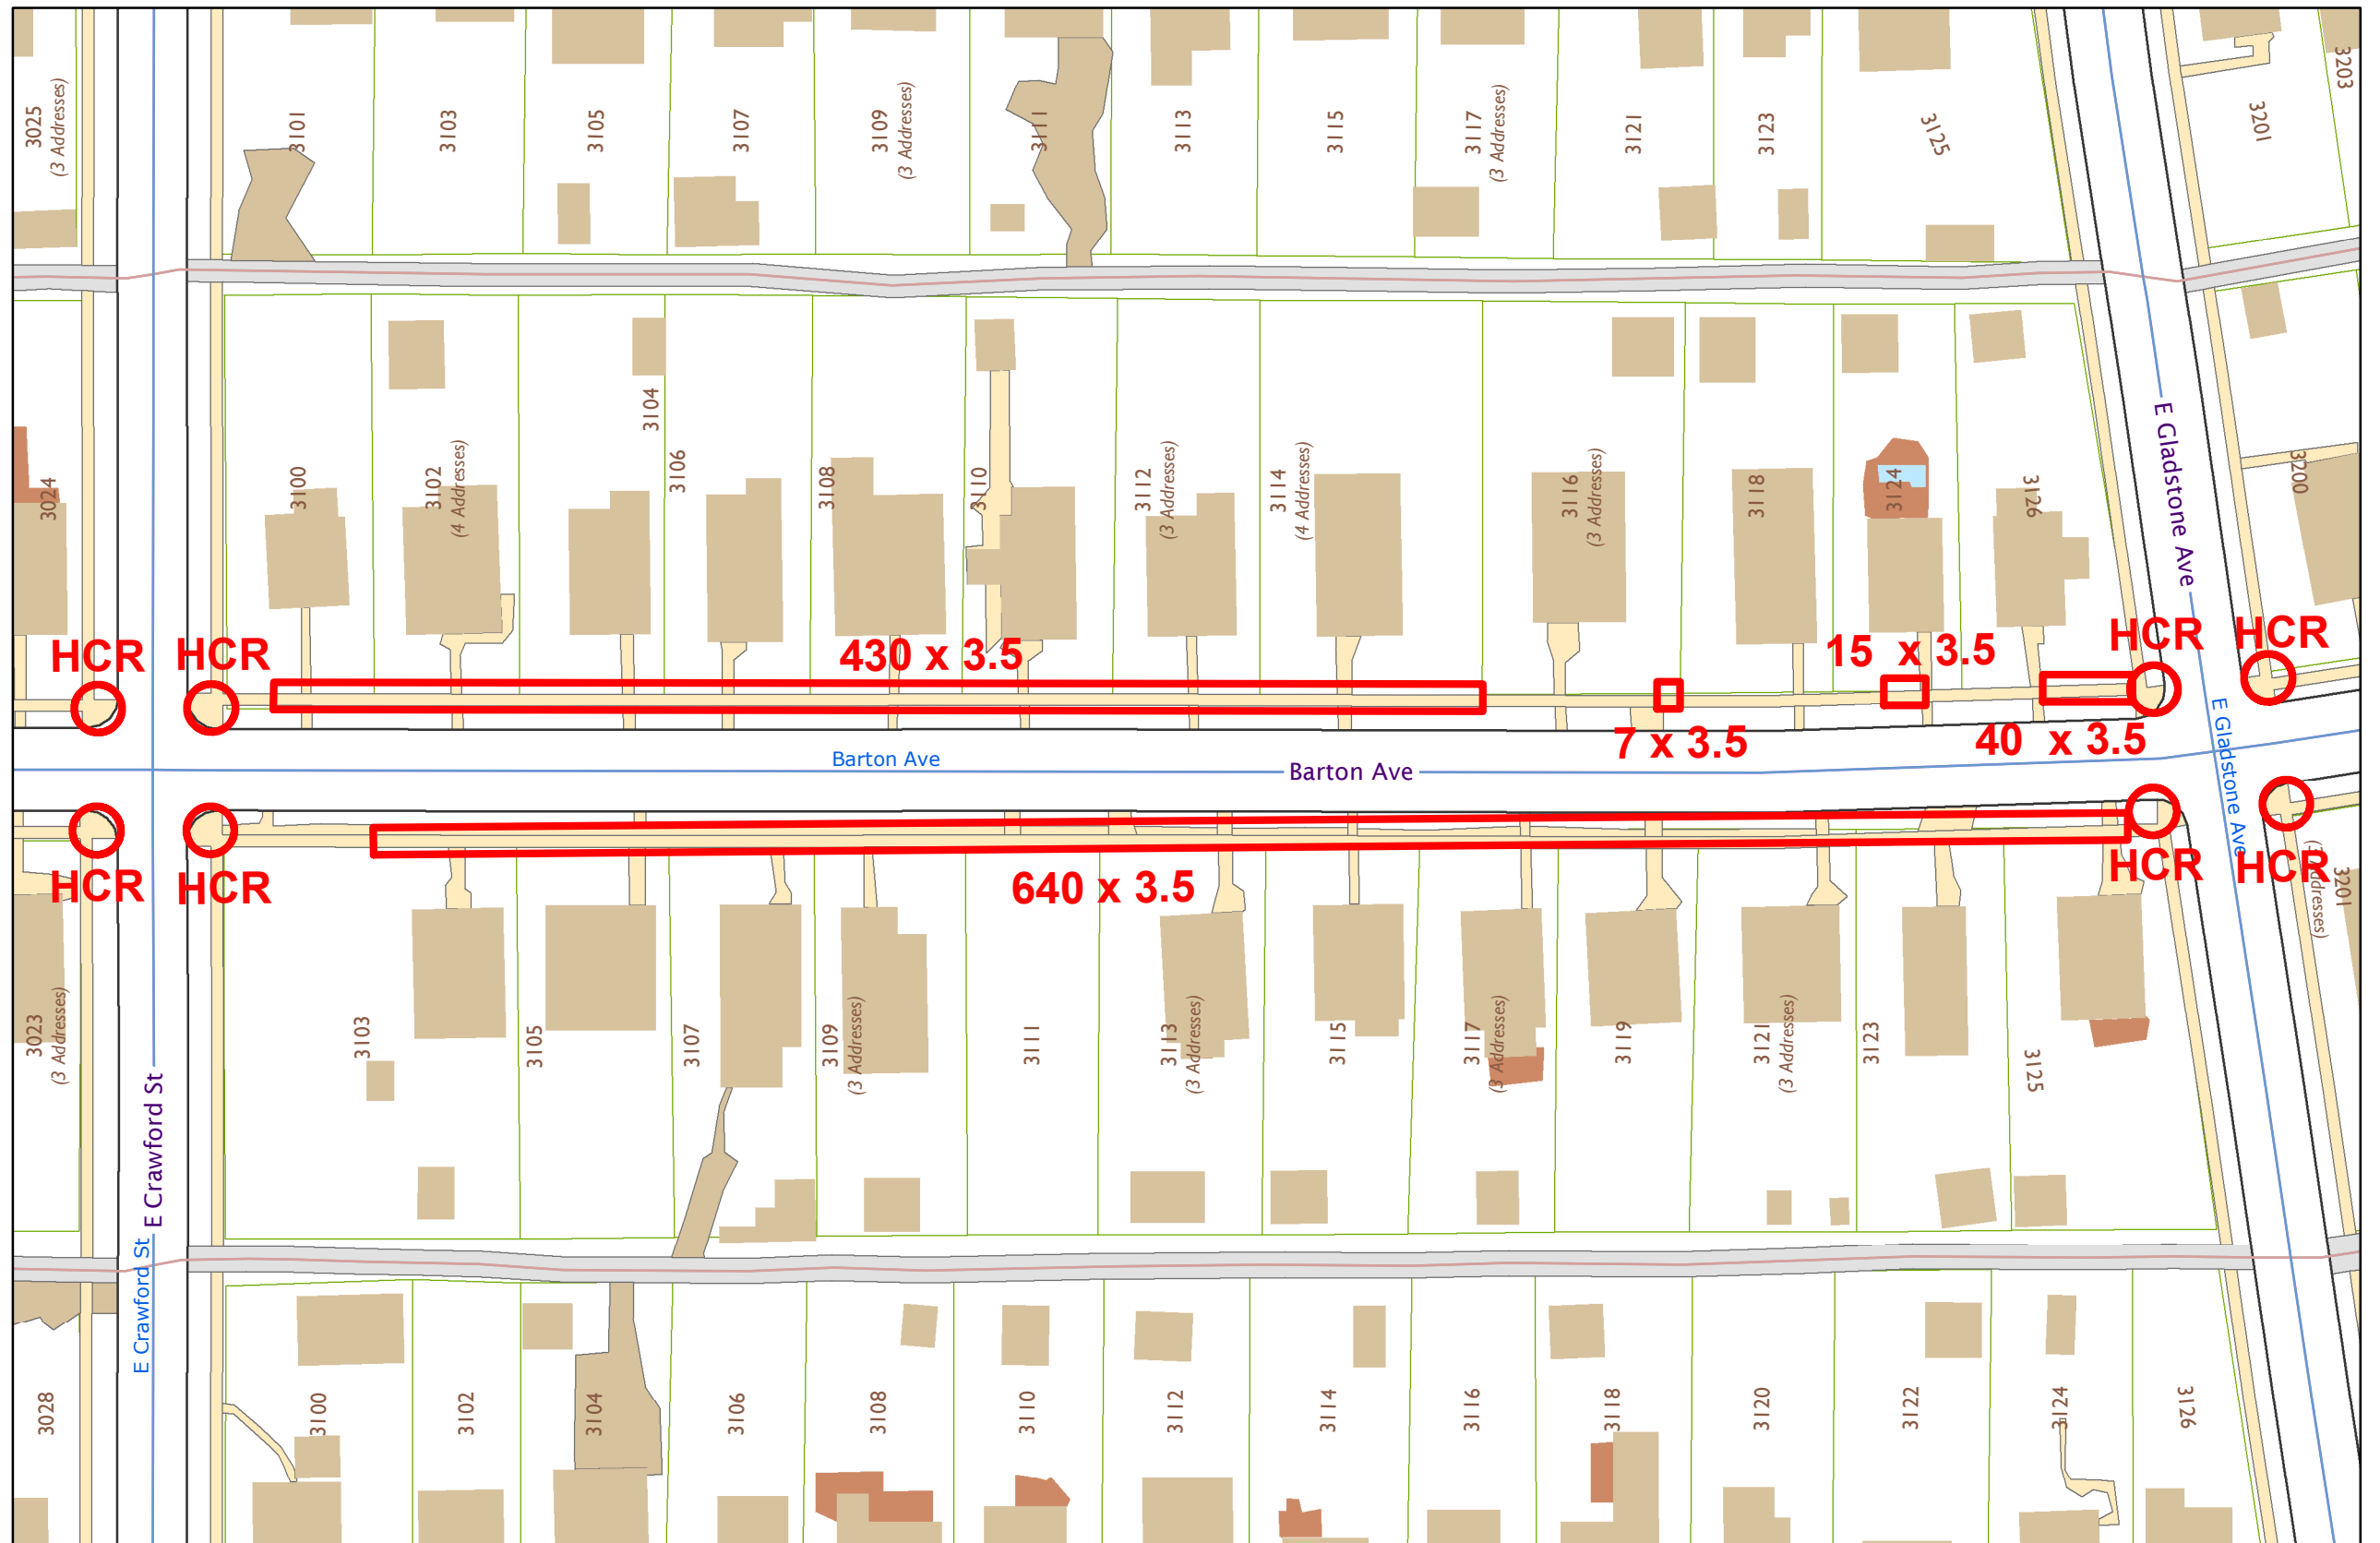 3025
(3 Addresses)
3101
3103
3105
3107
3109
(3 Addresses)
3111
3113
3115
3117
(3 Addresses)
3121
3123
3125
3201
3203
3024
3100
3102
(4 Addresses)
3104
3106
3108
3110
3112
(3 Addresses)
3114
(4 Addresses)
3116
(3 Addresses)
3118
3124
3126
E Gladstone Ave
3200
HCR
HCR
430 x 3.5
15 x 3.5
HCR
HCR
7 x 3.5
40 x 3.5
E Gladstone Ave
Barton Ave
Barton Ave
HCR
HCR
640 x 3.5
HCR
HCR
(3 Addresses)
3201
3023
(3 Addresses)
3103
3105
3107
3109
(3 Addresses)
3111
3113
(3 Addresses)
3115
3117
(3 Addresses)
3119
3121
(3 Addresses)
3123
3125
E Crawford St
E Crawford St
3028
3100
3102
3104
3106
3108
3110
3112
3114
3116
3118
3120
3122
3124
3126